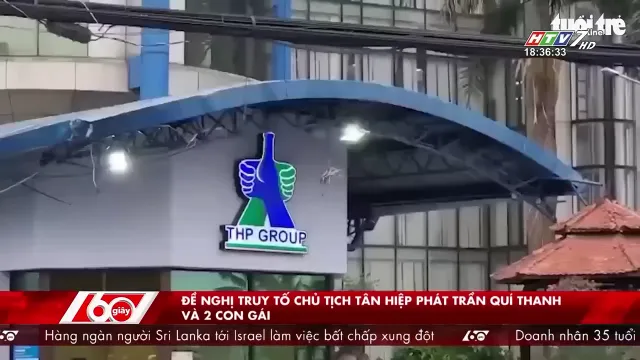 tuổi trẻ
Online
HTV7 HD
18:36:33
THP GROUP
60 giây
ĐỀ NGHỊ TRUY TỐ CHỦ TỊCH TÂN HIỆP PHÁT TRẦN QUÍ THANH
VÀ 2 CON GÁI
Hàng ngàn người Sri Lanka tới Israel làm việc bất chấp xung đột
Doanh nhân 35 tuổi